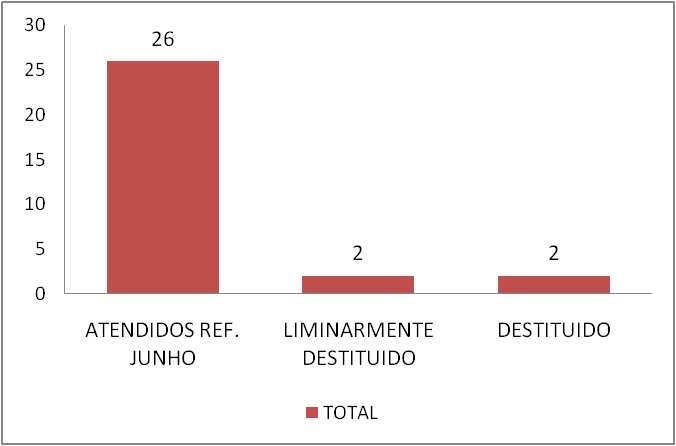 30
25
20
15
10
5
0
26
2
2
ATENDIDOS REF.
JUNHO
LIMINARMENTE
DESTITUIDO
DESTITUIDO
TOTAL